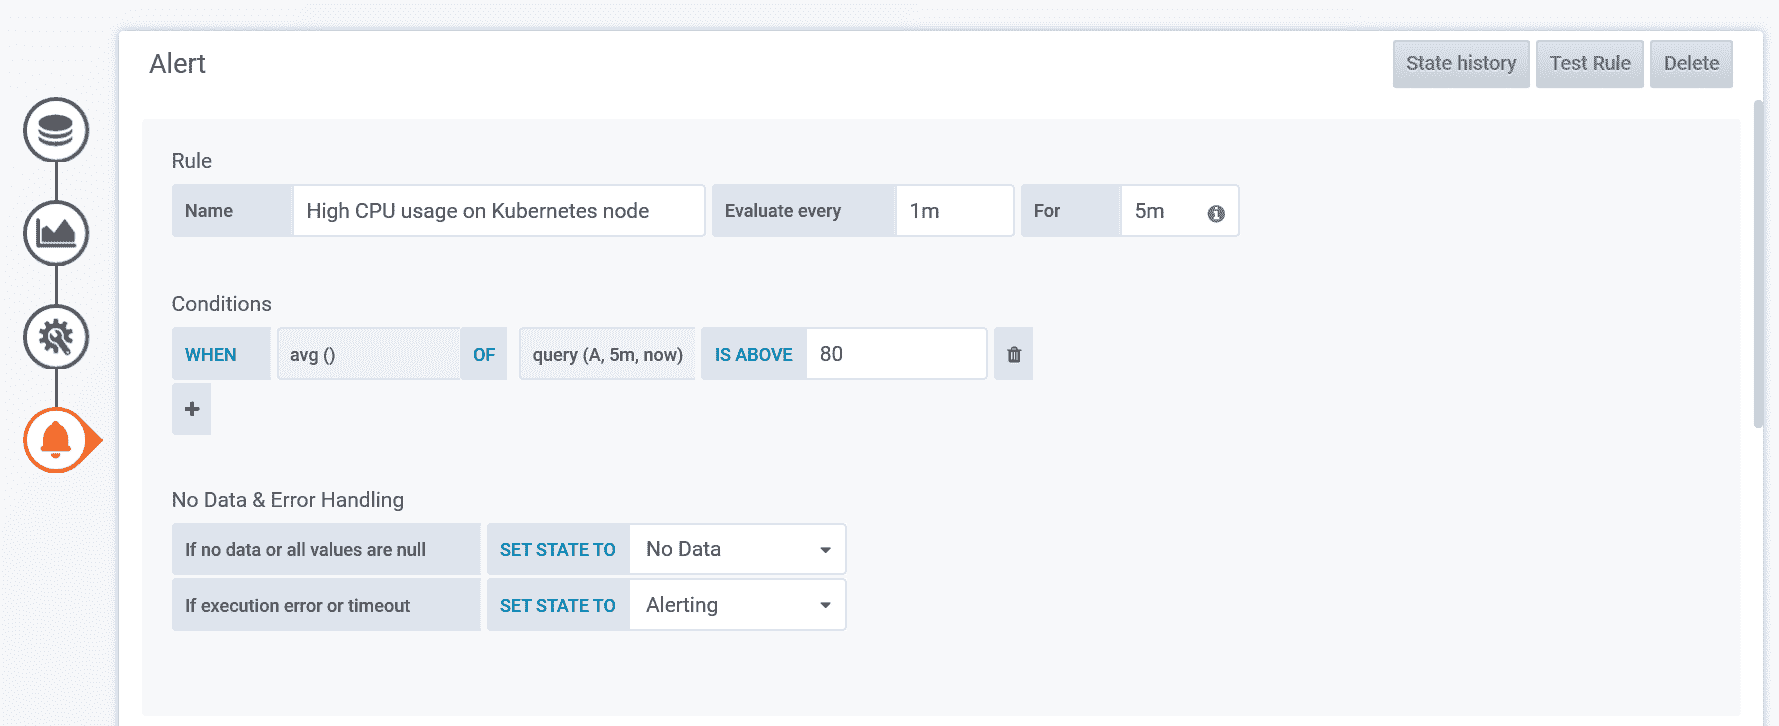 Alert
State history Test Rule Delete
Rule
Name High CPU usage on Kubernetes node Evaluate every 1m For 5m
Conditions
WHEN avg () OF query (A, 5m, now) IS ABOVE 80
+
No Data & Error Handling
If no data or all values are null SET STATE TO No Data
If execution error or timeout SET STATE TO Alerting